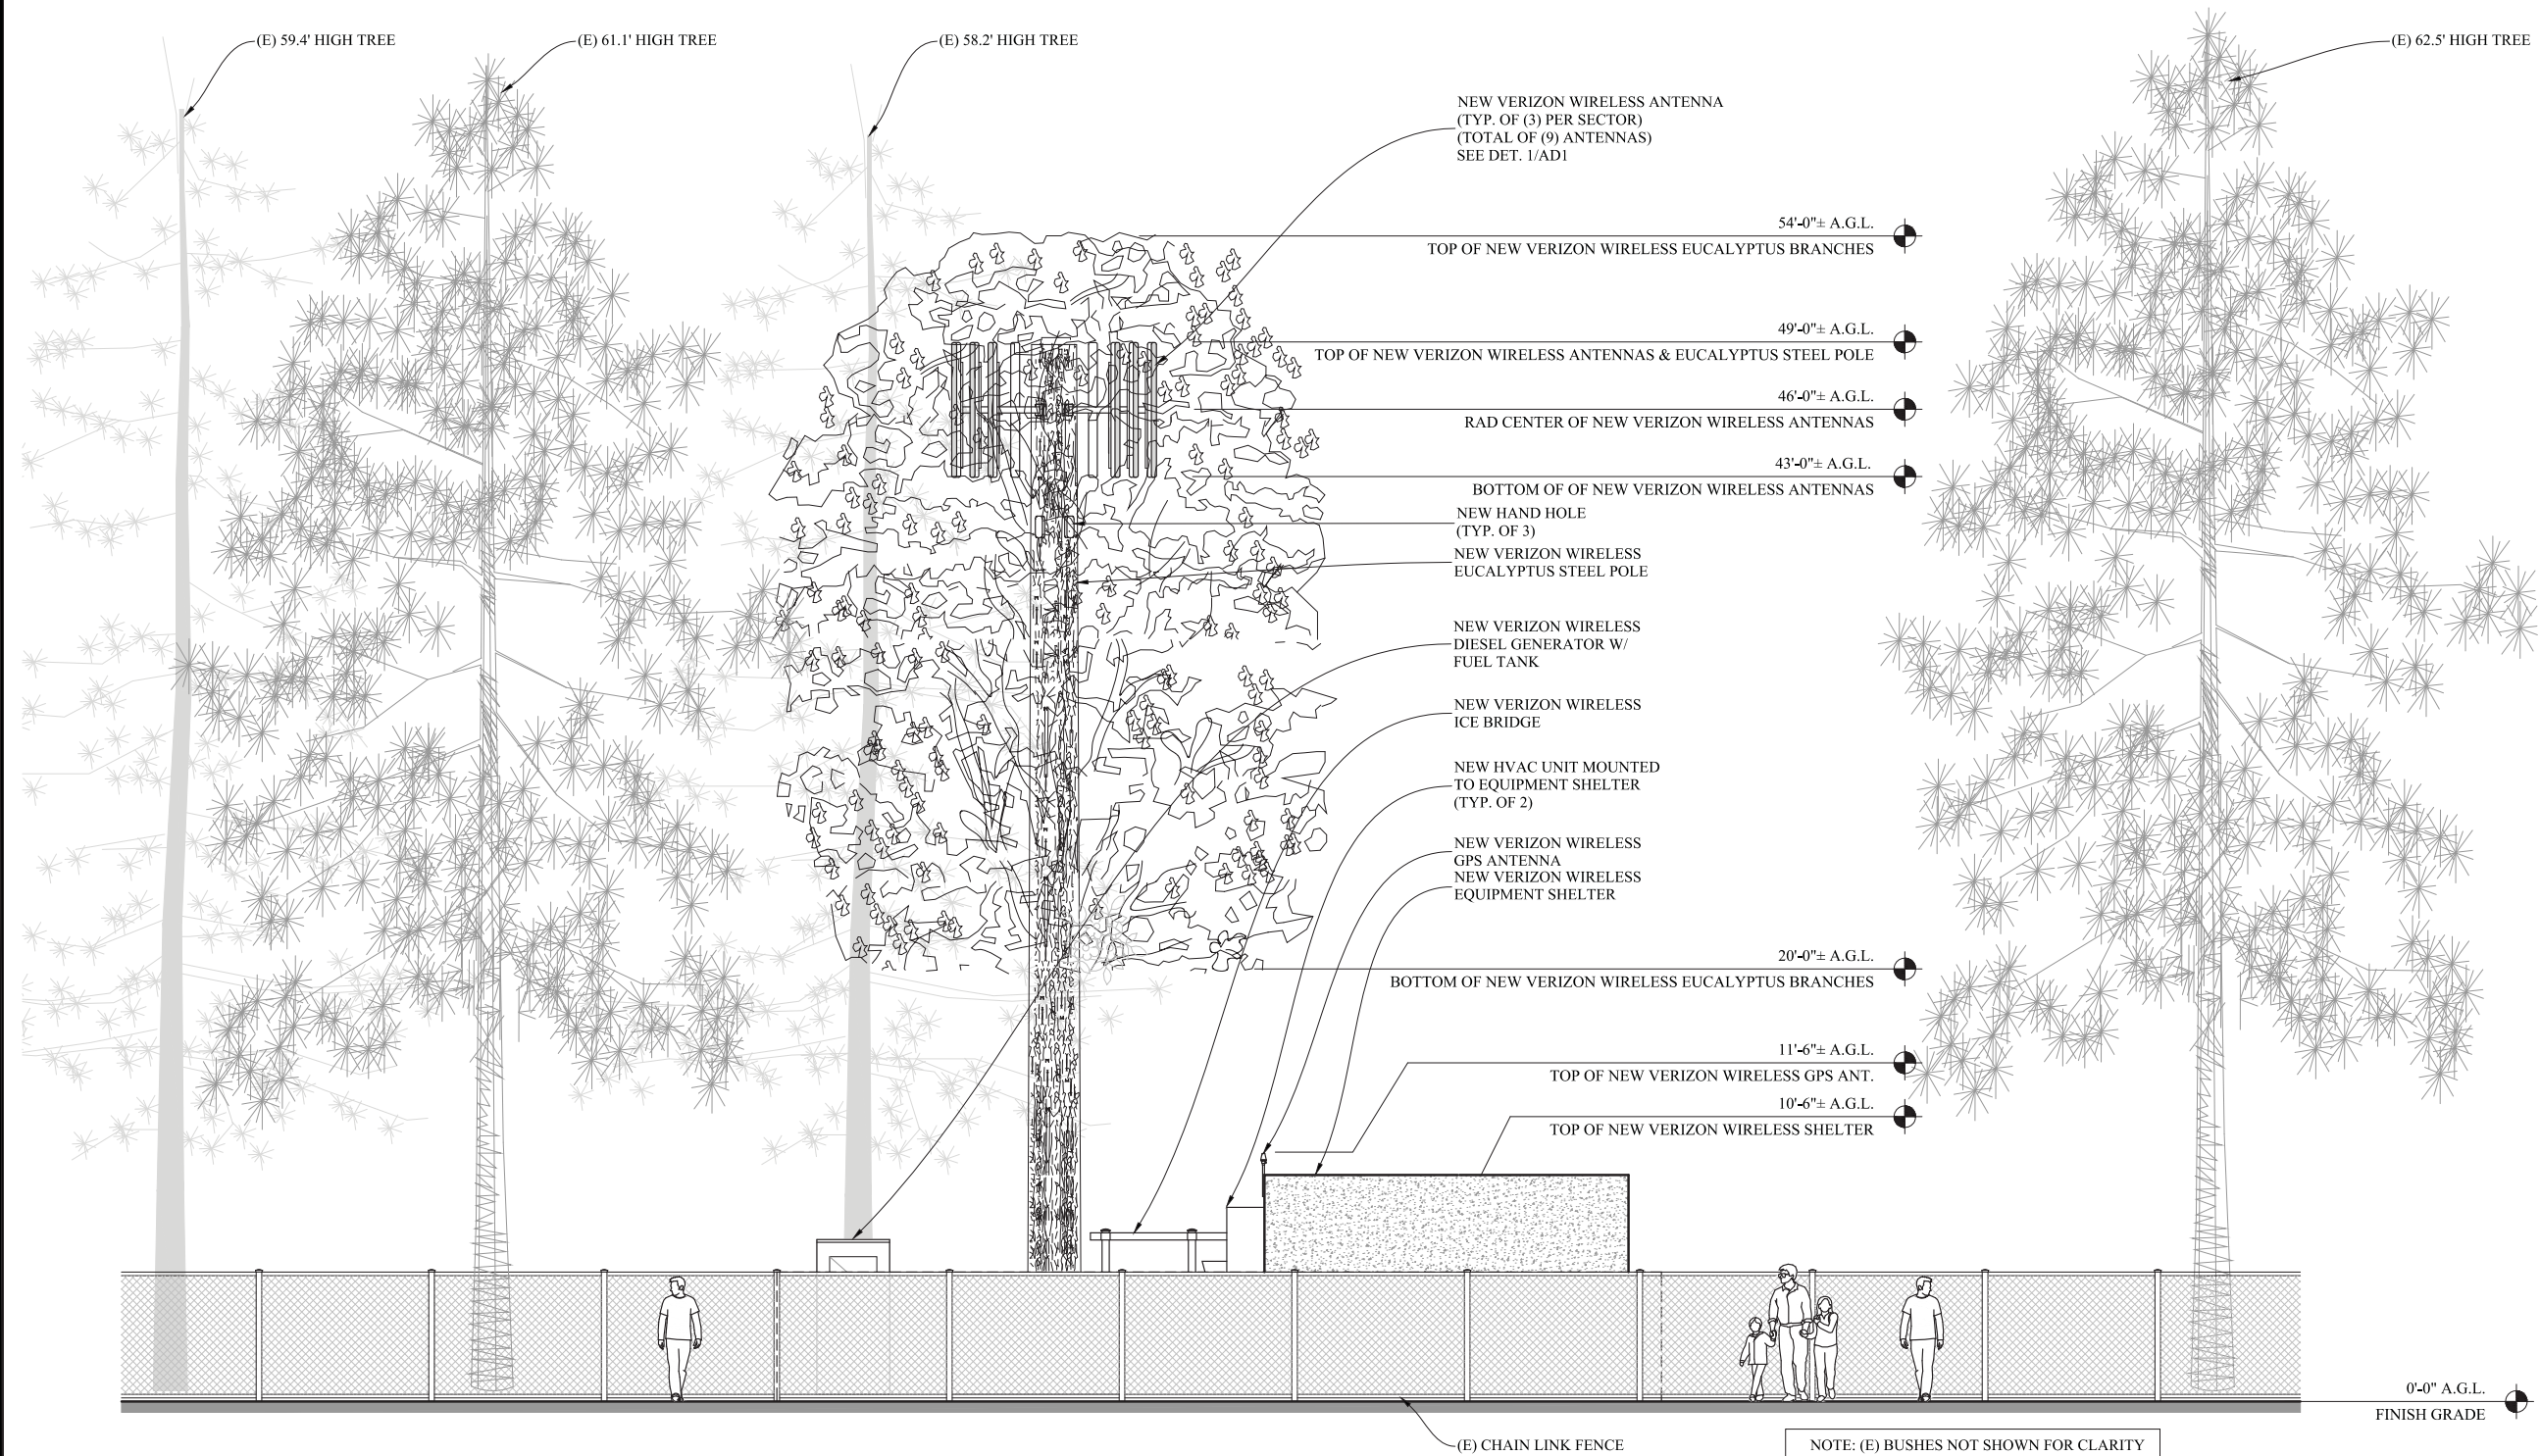 (E) 59.4' HIGH TREE
(E) 61.1' HIGH TREE
(E) 58.2' HIGH TREE
(E) 62.5' HIGH TREE
NEW VERIZON WIRELESS ANTENNA
(TYP. OF (3) PER SECTOR)
(TOTAL OF (9) ANTENNAS)
SEE DET. 1/AD1
54'-0"± A.G.L.
TOP OF NEW VERIZON WIRELESS EUCALYPTUS BRANCHES
49'-0"± A.G.L.
TOP OF NEW VERIZON WIRELESS ANTENNAS & EUCALYPTUS STEEL POLE
46'-0"± A.G.L.
RAD CENTER OF NEW VERIZON WIRELESS ANTENNAS
43'-0"± A.G.L.
BOTTOM OF OF NEW VERIZON WIRELESS ANTENNAS
NEW HAND HOLE
(TYP. OF 3)
NEW VERIZON WIRELESS
EUCALYPTUS STEEL POLE
NEW VERIZON WIRELESS
DIESEL GENERATOR W/
FUEL TANK
NEW VERIZON WIRELESS
ICE BRIDGE
NEW HVAC UNIT MOUNTED
TO EQUIPMENT SHELTER
(TYP. OF 2)
NEW VERIZON WIRELESS
GPS ANTENNA
NEW VERIZON WIRELESS
EQUIPMENT SHELTER
20'-0"± A.G.L.
BOTTOM OF NEW VERIZON WIRELESS EUCALYPTUS BRANCHES
11'-6"± A.G.L.
TOP OF NEW VERIZON WIRELESS GPS ANT.
10'-6"± A.G.L.
TOP OF NEW VERIZON WIRELESS SHELTER
0'-0" A.G.L.
FINISH GRADE
(E) CHAIN LINK FENCE
NOTE: (E) BUSHES NOT SHOWN FOR CLARITY